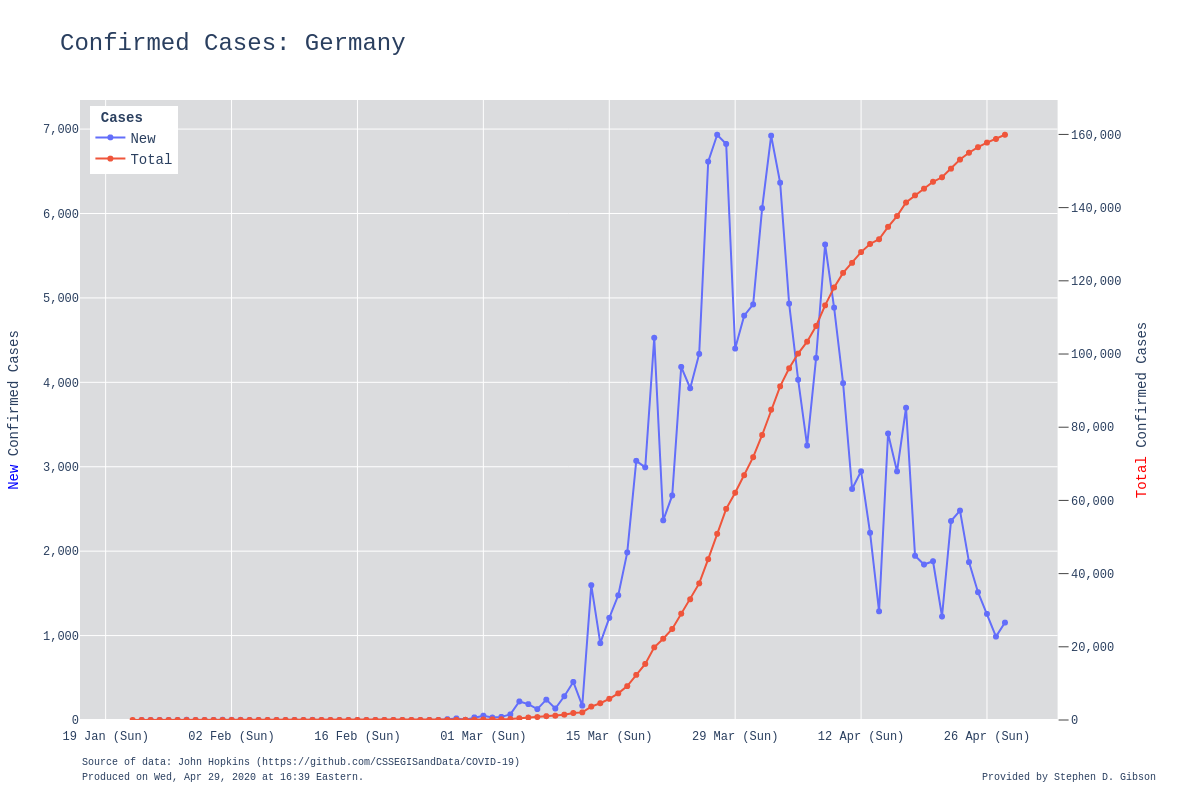 Confirmed Cases: Germany
Cases
New
Total
7,000
6,000
5,000
4,000
3,000
2,000
1,000
0
New Confirmed Cases
160,000
140,000
120,000
100,000
80,000
60,000
40,000
20,000
0
Total Confirmed Cases
19 Jan (Sun) 02 Feb (Sun) 16 Feb (Sun) 01 Mar (Sun) 15 Mar (Sun) 29 Mar (Sun) 12 Apr (Sun) 26 Apr (Sun)
Source of data: John Hopkins (https://github.com/CSSEGISandData/COVID-19)
Produced on Wed, Apr 29, 2020 at 16:39 Eastern.
Provided by Stephen D. Gibson